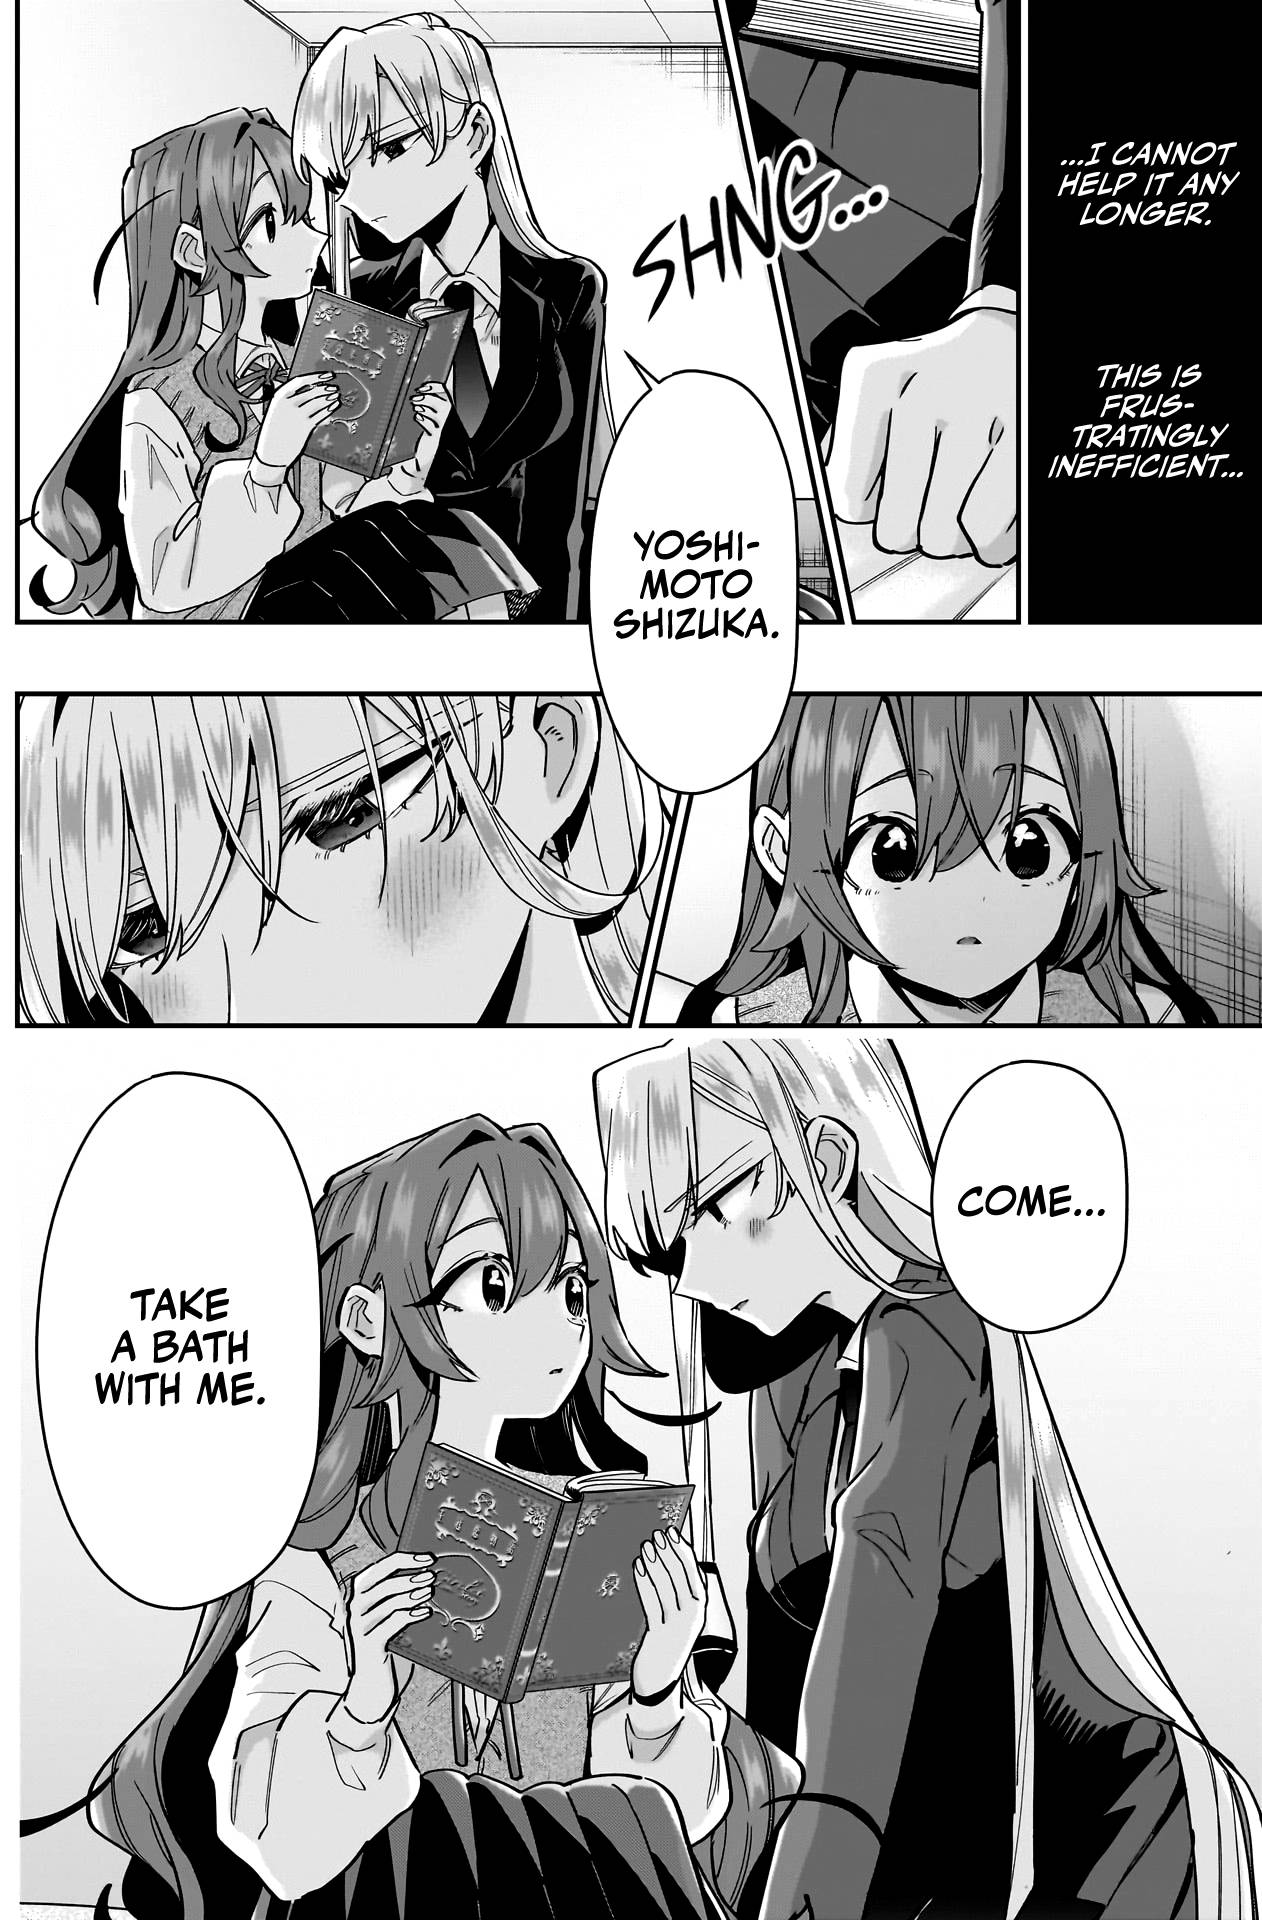 ...I CANNOT
HELP IT ANY
LONGER.
THIS IS
FRUS-
TRATINGLY
INEFFICIENT...
SHNG...
YOSHI-
MOTO
SHIZUKA.
COME...
TAKE
A BATH
WITH ME.